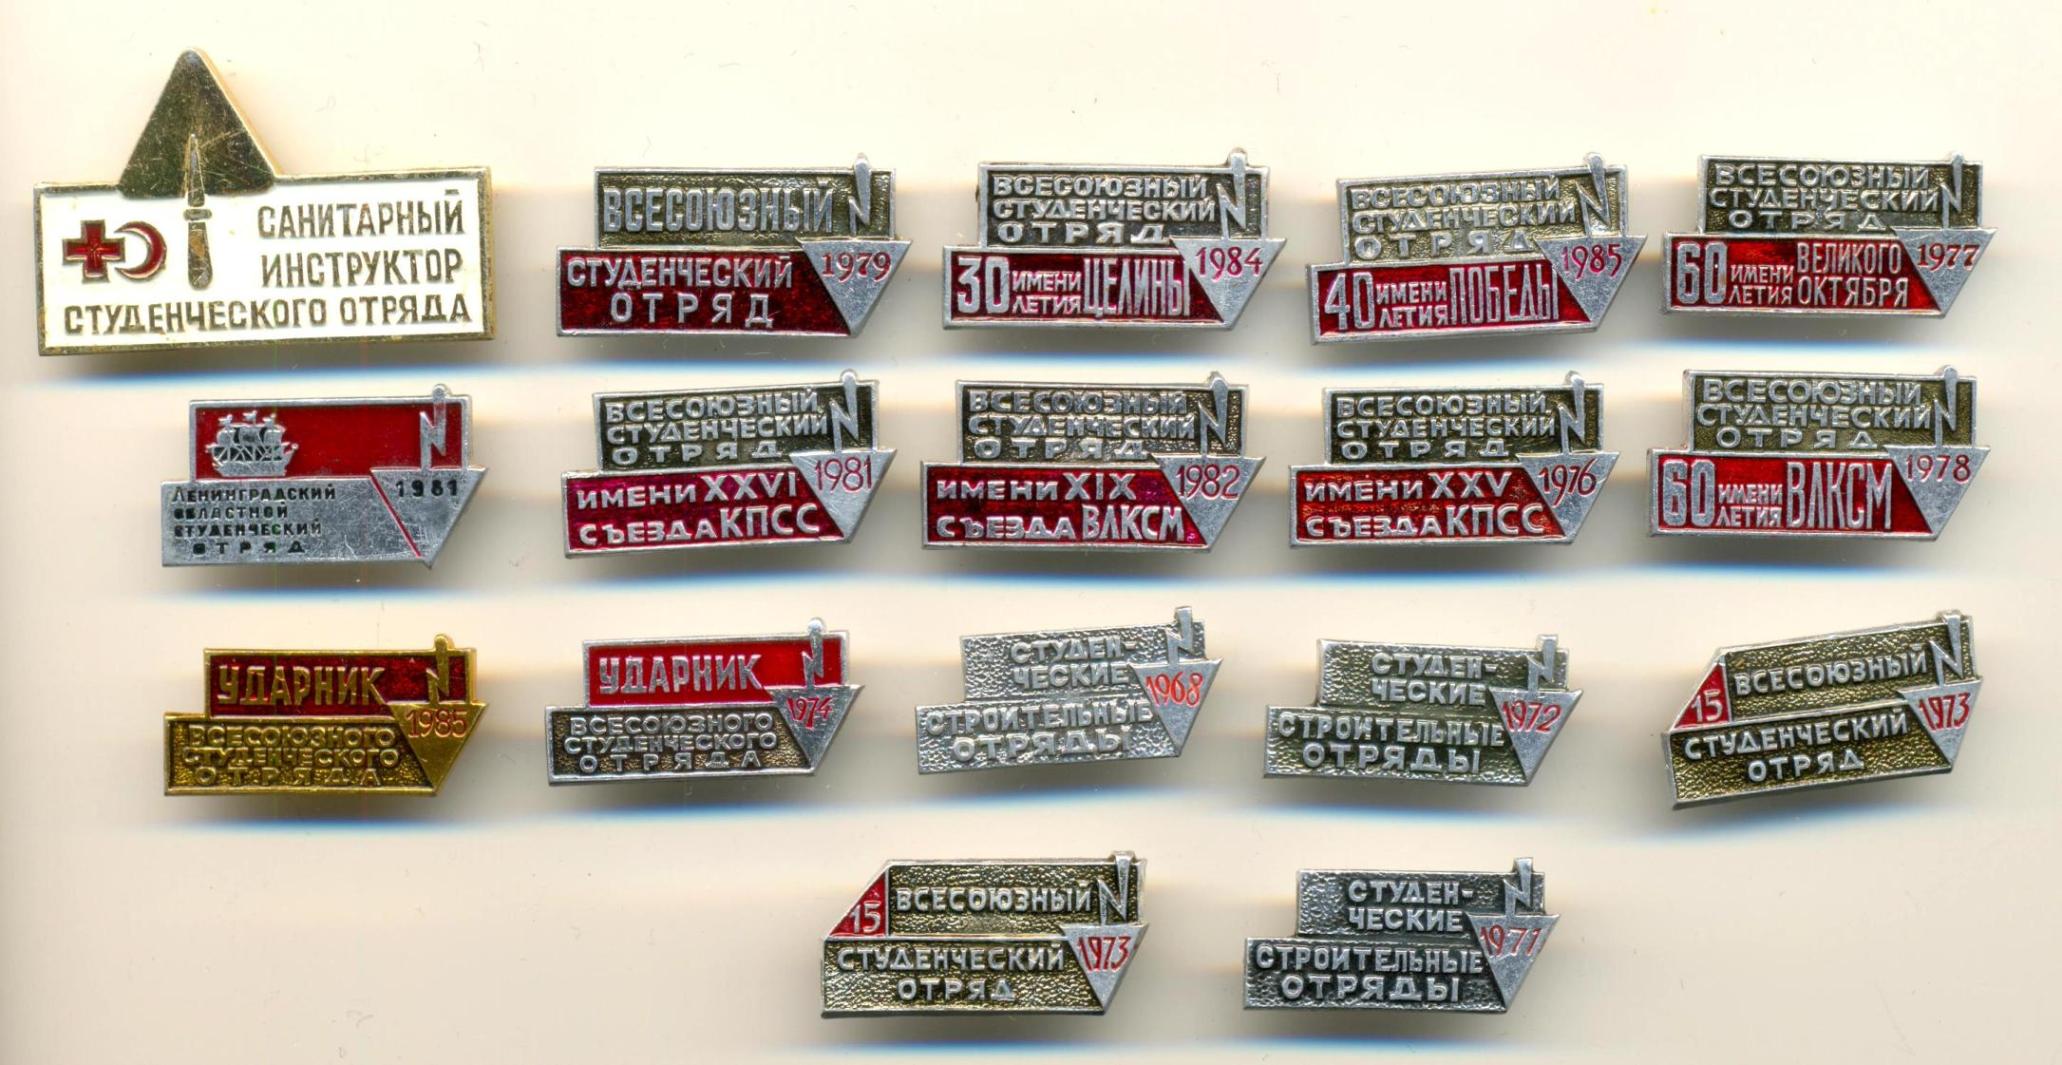 САНИТАРНЫЙ
ИНСТРУКТОР
СТУДЕНЧЕСКОГО ОТРЯДА
ВСЕСОЮЗНЫЙ
СТУДЕНЧЕСКИЙ
ОТРЯД
1979
ВСЕСОЮЗНЫЙ
СТУДЕНЧЕСКИЙ
ОТРЯД
30 ИМЕНИ ЛЕТИЯ ЦЕЛИНЫ
1984
ВСЕСОЮЗНЫЙ
СТУДЕНЧЕСКИЙ
ОТРЯД
40 ИМЕНИ ЛЕТИЯ ПОБЕДЫ
1985
ВСЕСОЮЗНЫЙ
СТУДЕНЧЕСКИЙ
ОТРЯД
60 ИМЕНИ ВЕЛИКОГО
ЛЕТИЯ ОКТЯБРЯ
1977
ЛЕНИНГРАДСКИЙ
ОБЛАСТНОЙ
СТУДЕНЧЕСКИЙ
ОТРЯД
1981
ВСЕСОЮЗНЫЙ
СТУДЕНЧЕСКИЙ
ОТРЯД
ИМЕНИ XXVI
СЪЕЗДА КПСС
1981
ВСЕСОЮЗНЫЙ
СТУДЕНЧЕСКИЙ
ОТРЯД
ИМЕНИ XIX
СЪЕЗДА ВЛКСМ
1982
ВСЕСОЮЗНЫЙ
СТУДЕНЧЕСКИЙ
ОТРЯД
ИМЕНИ XXV
СЪЕЗДА КПСС
1976
ВСЕСОЮЗНЫЙ
СТУДЕНЧЕСКИЙ
ОТРЯД
60 ИМЕНИ ЛЕТИЯ ВЛКСМ
1978
УДАРНИК
ВСЕСОЮЗНОГО
СТУДЕНЧЕСКОГО
ОТРЯДА
1985
УДАРНИК
ВСЕСОЮЗНОГО
СТУДЕНЧЕСКОГО
ОТРЯДА
1974
СТУДЕН-
ЧЕСКИЕ
СТРОИТЕЛЬНЫЕ
ОТРЯДЫ
1968
СТУДЕН-
ЧЕСКИЕ
СТРОИТЕЛЬНЫЕ
ОТРЯДЫ
1972
15 ВСЕСОЮЗНЫЙ
СТУДЕНЧЕСКИЙ
ОТРЯД
1973
15 ВСЕСОЮЗНЫЙ
СТУДЕНЧЕСКИЙ
ОТРЯД
1973
СТУДЕН-
ЧЕСКИЕ
СТРОИТЕЛЬНЫЕ
ОТРЯДЫ
1971